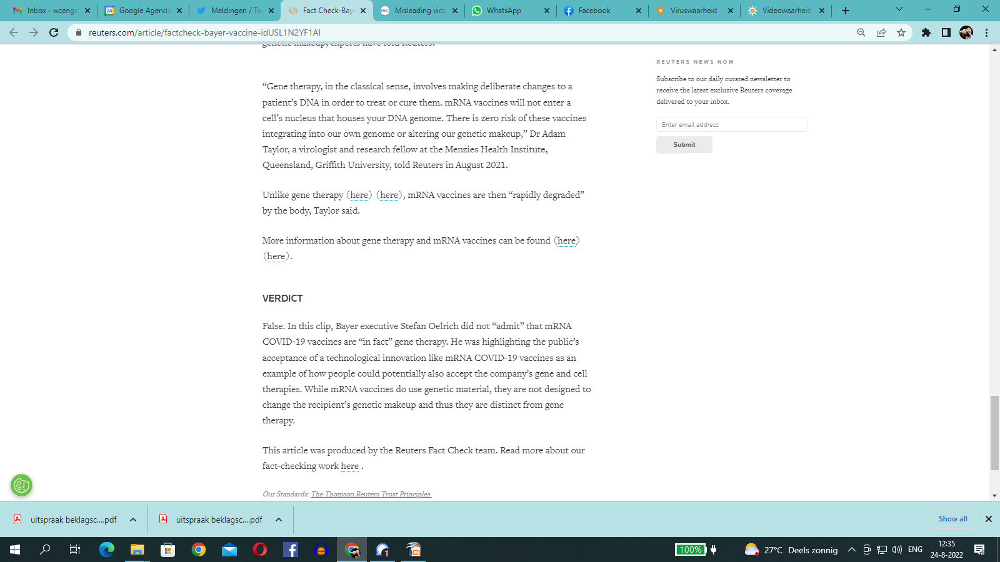 Inbox - wcenge
Google Agenda
Meldingen / Tw
Fact Check-Baye
Misleading vide
WhatsApp
Facebook
Viruswaarheid -
Videowaarheid
reuters.com/article/factcheck-bayer-vaccine-idUSL1N2YF1AI
genetic makeup, experts have told Reuters.
“Gene therapy, in the classical sense, involves making deliberate changes to a
patient’s DNA in order to treat or cure them. mRNA vaccines will not enter a
cell’s nucleus that houses your DNA genome. There is zero risk of these vaccines
integrating into our own genome or altering our genetic makeup,” Dr Adam
Taylor, a virologist and research fellow at the Menzies Health Institute,
Queensland, Griffith University, told Reuters in August 2021.
Unlike gene therapy (here) (here), mRNA vaccines are then “rapidly degraded”
by the body, Taylor said.
More information about gene therapy and mRNA vaccines can be found (here)
(here).
VERDICT
False. In this clip, Bayer executive Stefan Oelrich did not “admit” that mRNA
COVID-19 vaccines are “in fact” gene therapy. He was highlighting the public’s
acceptance of a technological innovation like mRNA COVID-19 vaccines as an
example of how people could potentially also accept the company’s gene and cell
therapies. While mRNA vaccines do use genetic material, they are not designed to
change the recipient’s genetic makeup and thus they are distinct from gene
therapy.
This article was produced by the Reuters Fact Check team. Read more about our
fact-checking work here .
Our Standards: The Thomson Reuters Trust Principles.
REUTERS NEWS NOW
Subscribe to our daily curated newsletter to
receive the latest exclusive Reuters coverage
delivered to your inbox.
Enter email address
Submit
uitspraak beklagsc....pdf
uitspraak beklagsc....pdf
Show all
100%
27°C Deels zonnig
ENG
12:35
24-8-2022